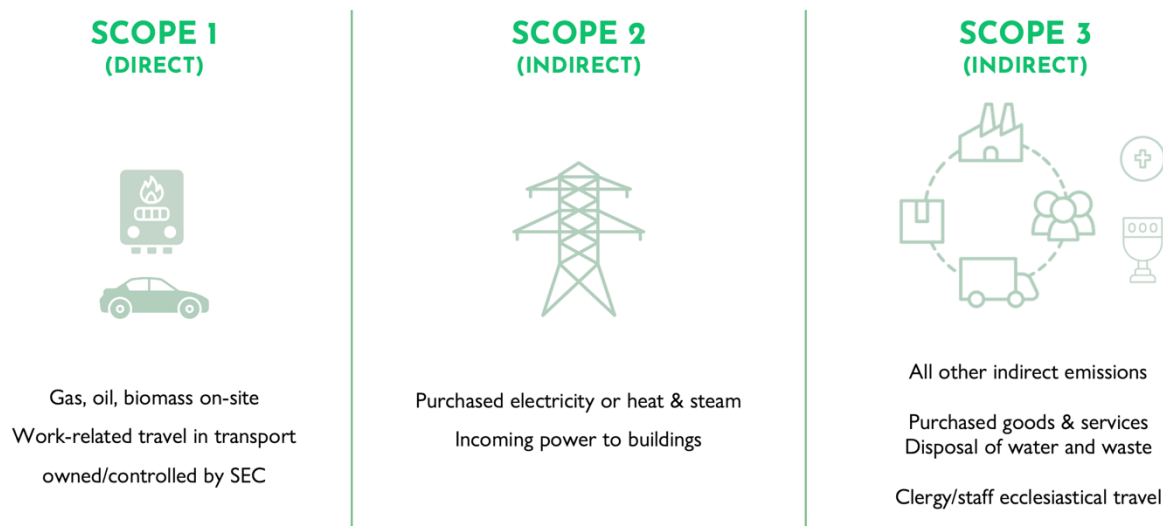 SCOPE 1
(DIRECT)
Gas, oil, biomass on-site
Work-related travel in transport
owned/controlled by SEC
SCOPE 2
(INDIRECT)
Purchased electricity or heat & steam
Incoming power to buildings
SCOPE 3
(INDIRECT)
All other indirect emissions
Purchased goods & services
Disposal of water and waste
Clergy/staff ecclesiastical travel